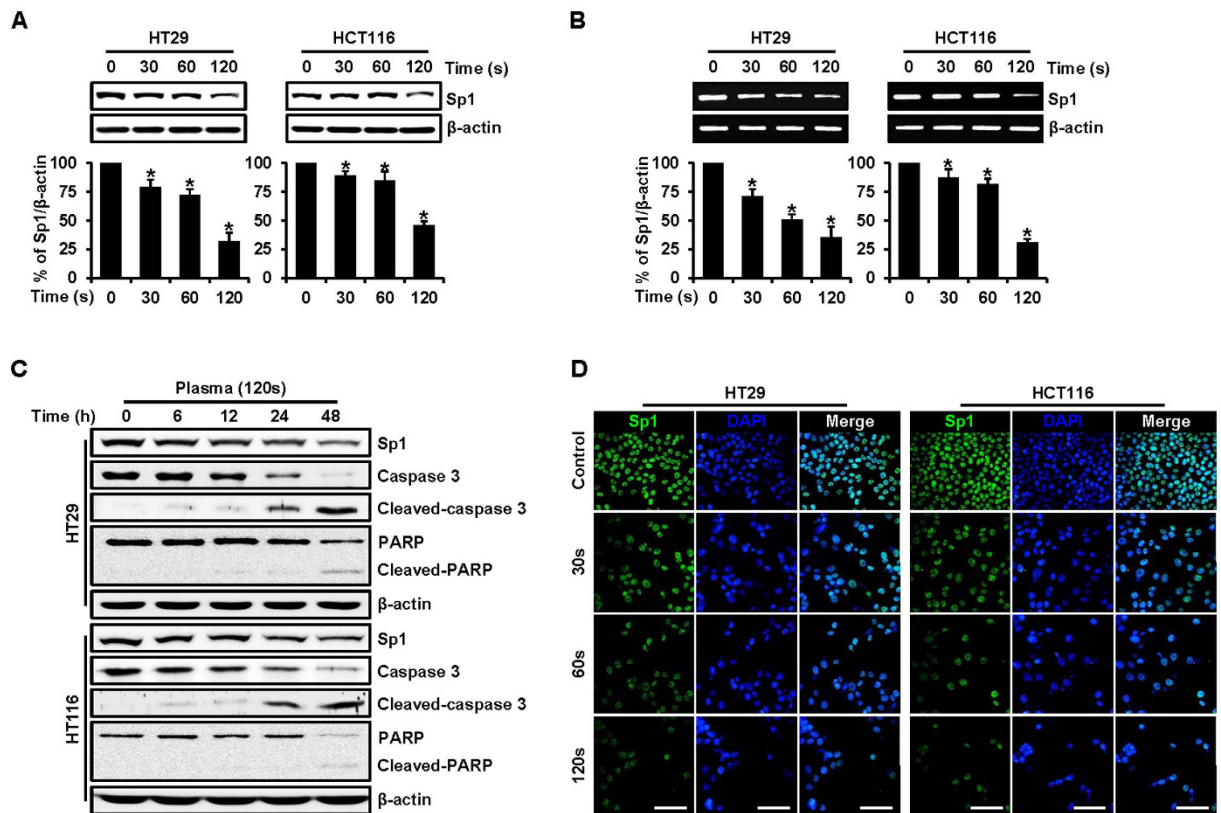 A
HT29 HCT116
0 30 60 120 0 30 60 120 Time (s)
Sp1
β-actin
% of Sp1/β-actin
100 100
75 75
50 50
25 25
0 0
* * * * * *
Time (s) 0 30 60 120 0 30 60 120
B
HT29 HCT116
0 30 60 120 0 30 60 120 Time (s)
Sp1
β-actin
% of Sp1/β-actin
100 100
75 75
50 50
25 25
0 0
* * * * * *
Time (s) 0 30 60 120 0 30 60 120
C
Plasma (120s)
Time (h) 0 6 12 24 48
HT29
Sp1
Caspase 3
Cleaved-caspase 3
PARP
Cleaved-PARP
β-actin
HT116
Sp1
Caspase 3
Cleaved-caspase 3
PARP
Cleaved-PARP
β-actin
D
HT29 HCT116
Sp1 DAPI Merge Sp1 DAPI Merge
Control
30s
60s
120s